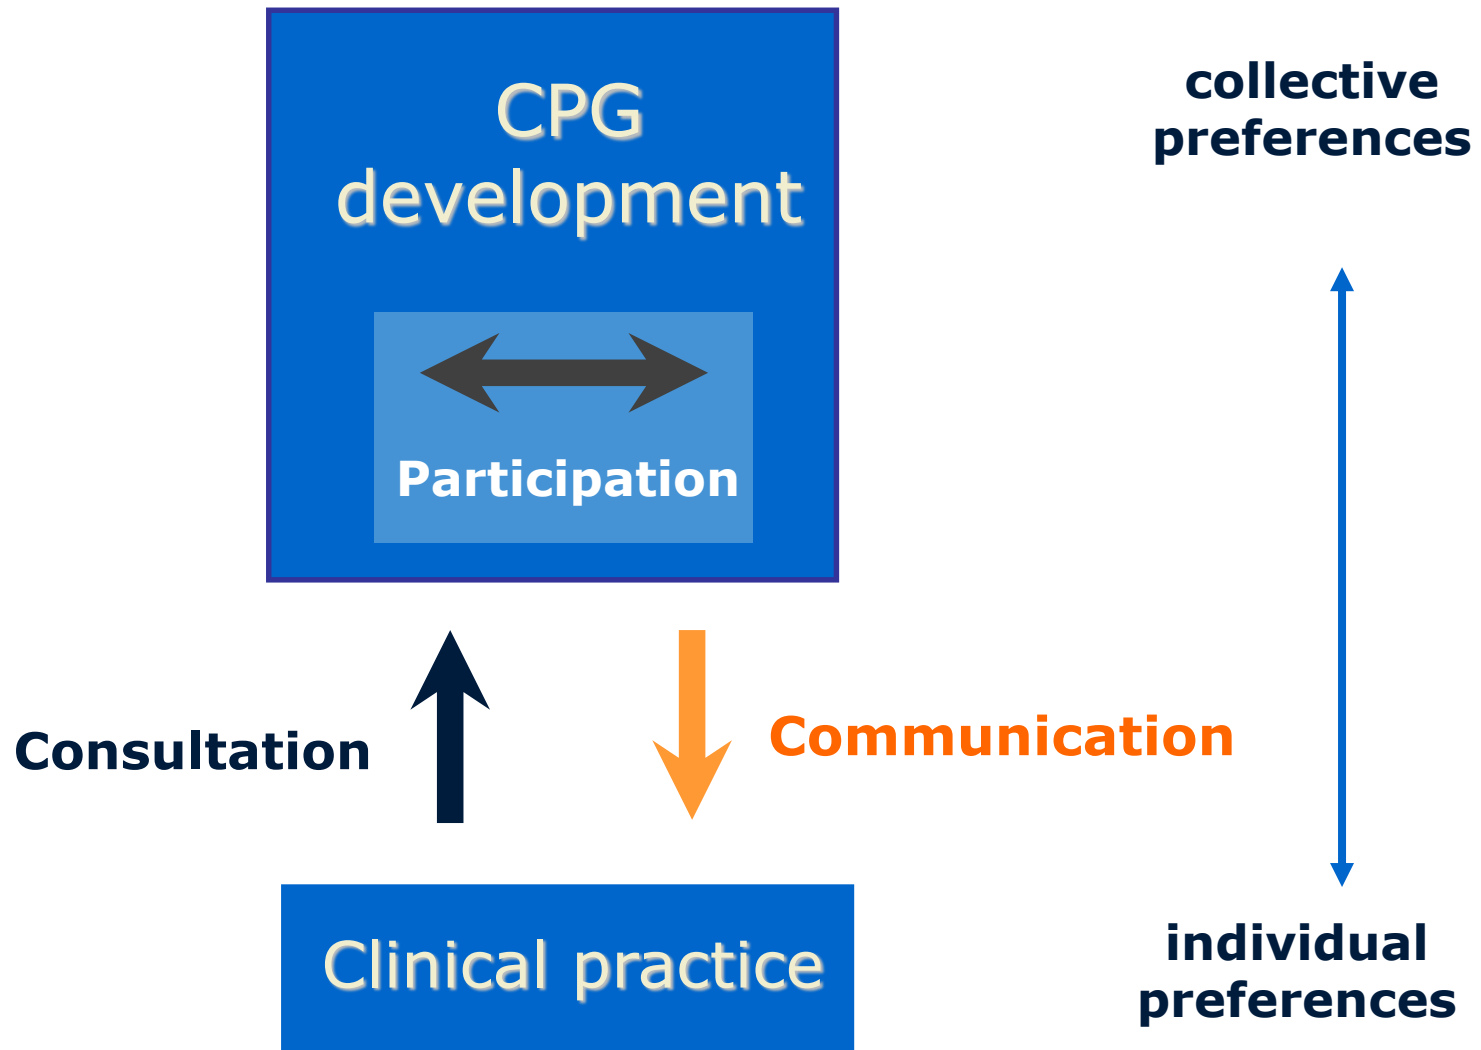 CPG
development
collective
preferences
Participation
Consultation
Communication
Clinical practice
individual
preferences